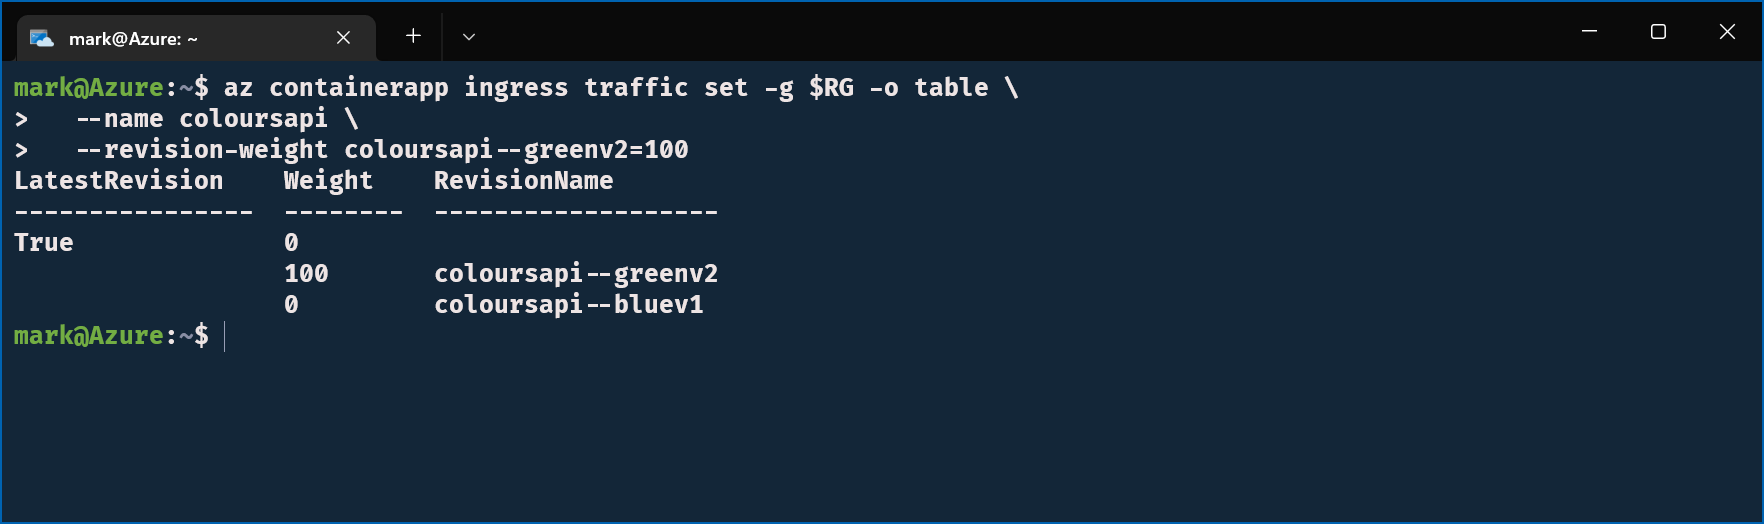 mark@Azure: ~
mark@Azure:~$ az containerapp ingress traffic set -g $RG -o table \
>   --name coloursapi \
>   --revision-weight coloursapi--greenv2=100
LatestRevision    Weight    RevisionName
----------------  --------  -------------------
True              0
                  100       coloursapi--greenv2
                  0         coloursapi--bluev1
mark@Azure:~$